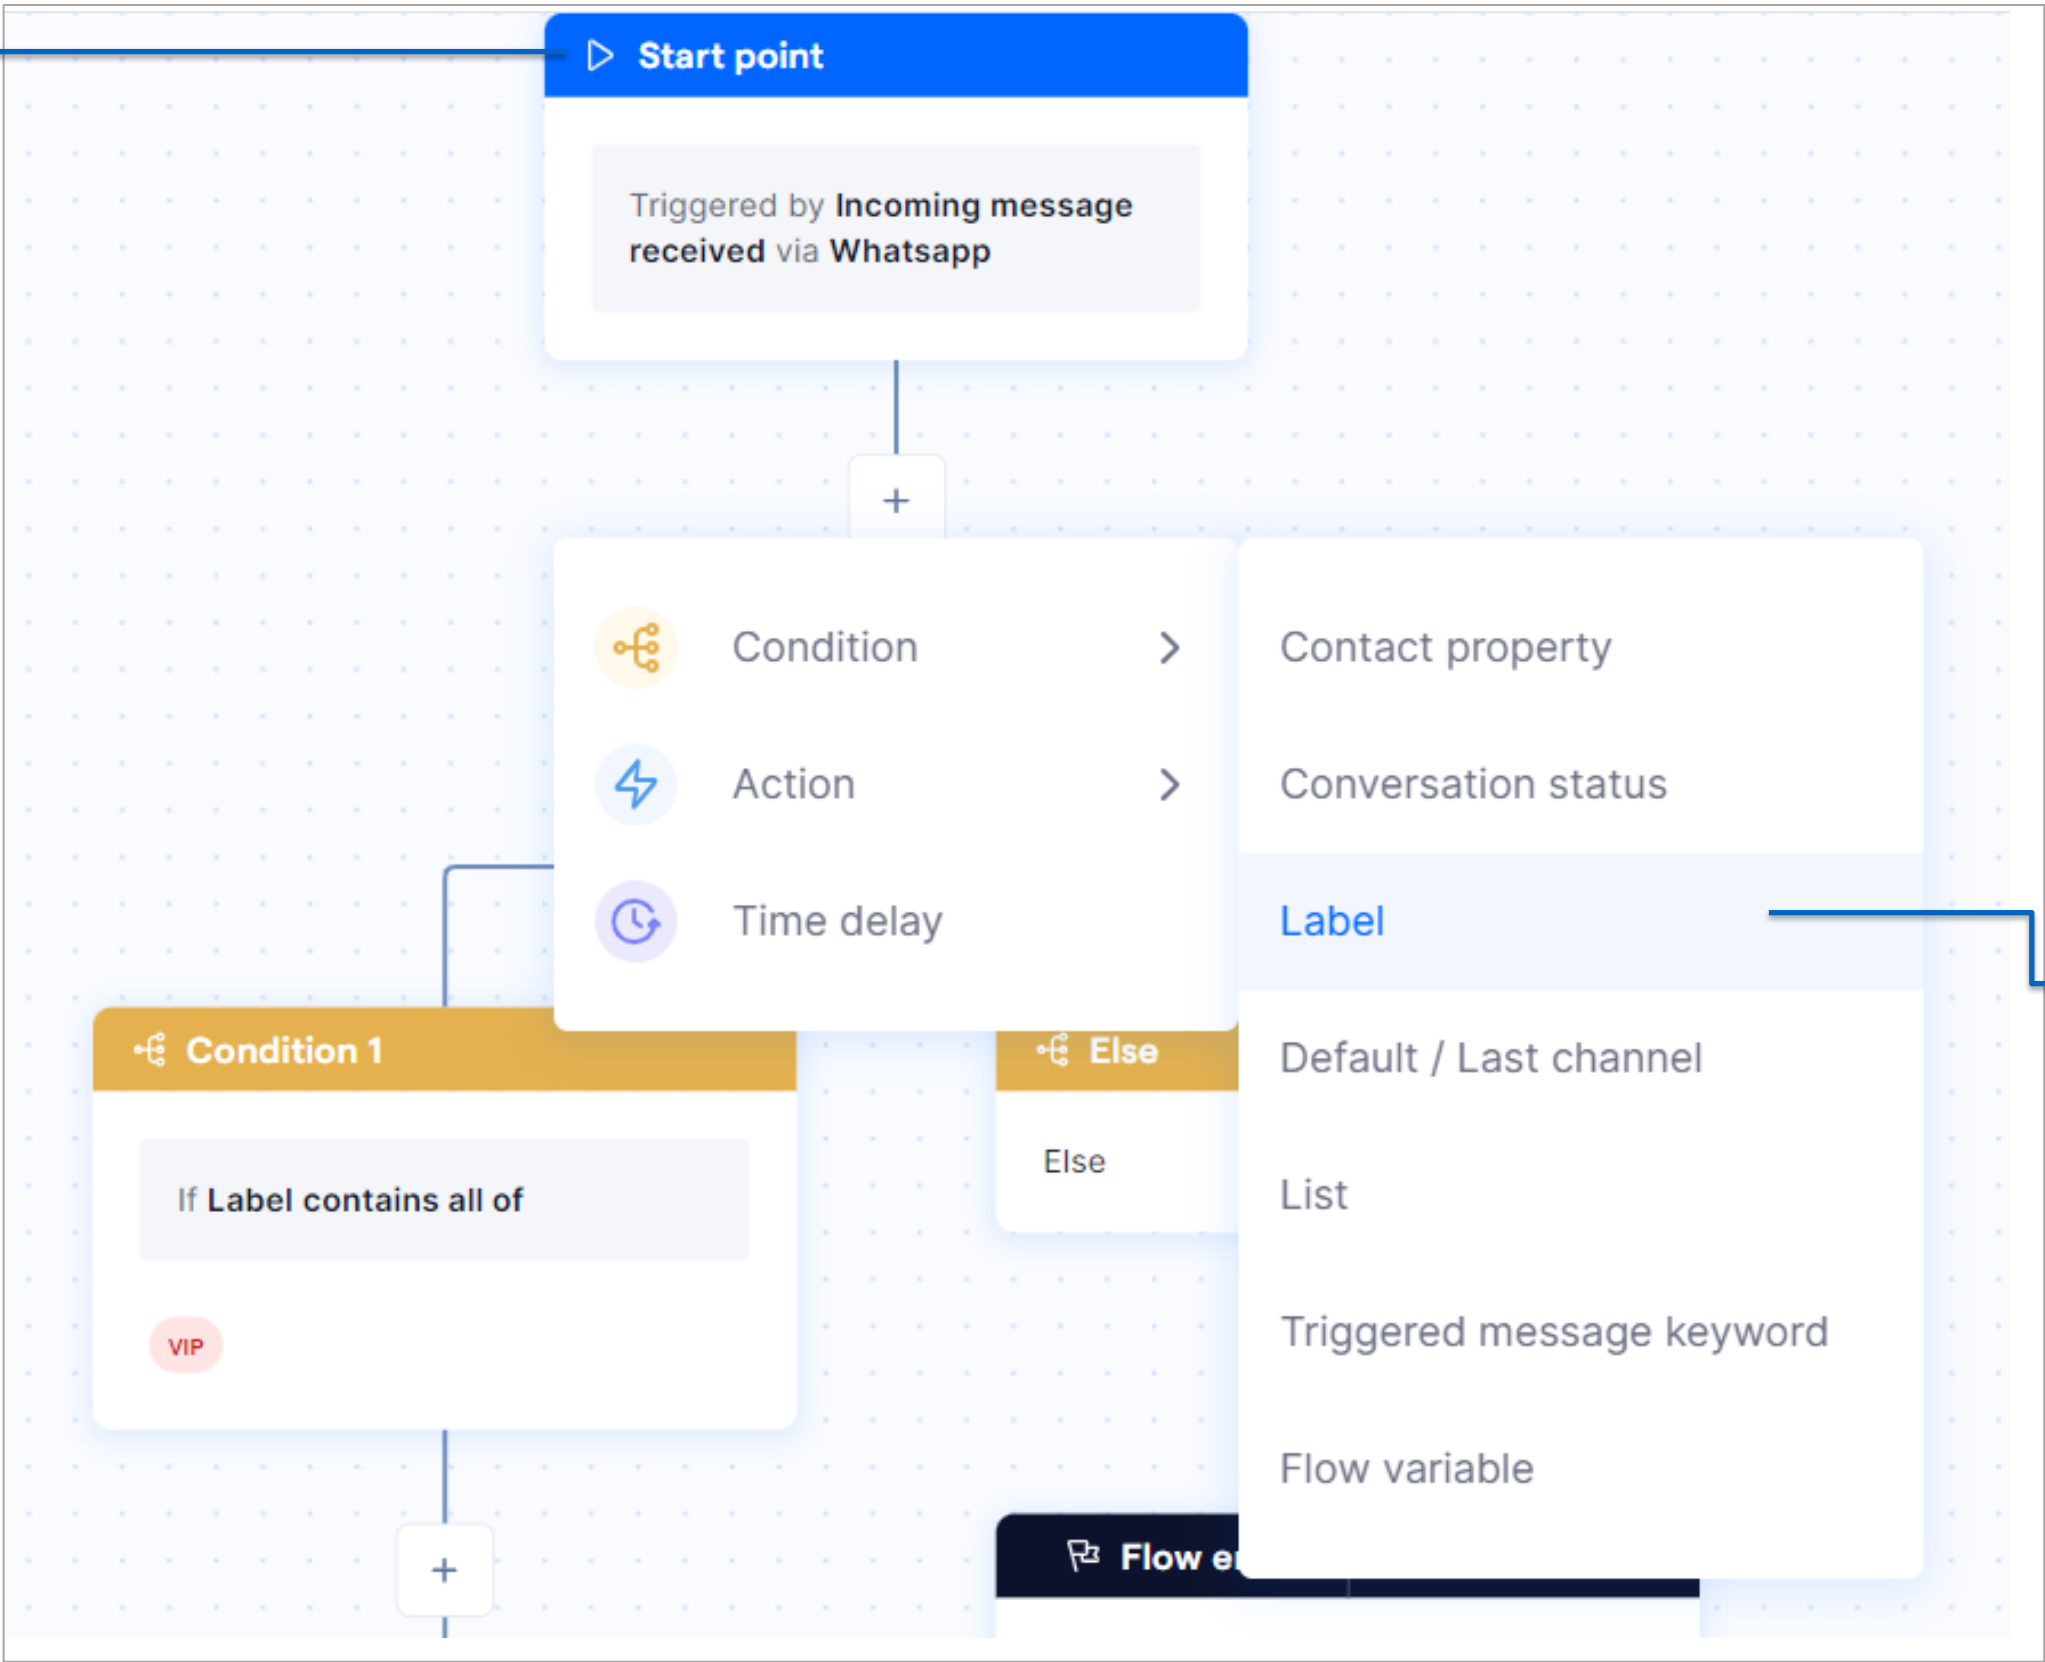 Start point
Triggered by Incoming message
received via Whatsapp
+
Condition
Action
Time delay
Contact property
Conversation status
Label
Default / Last channel
List
Triggered message keyword
Flow variable
Condition 1
If Label contains all of
VIP
+
Else
Else
Flow